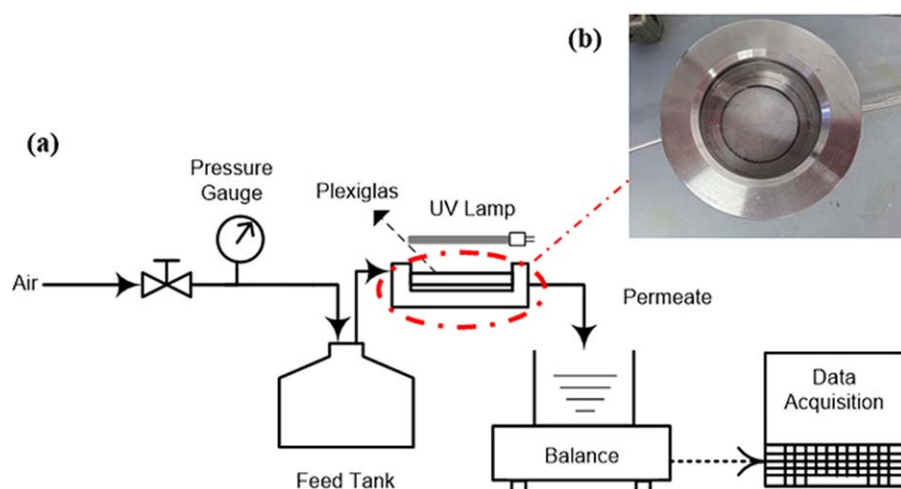 (b)
(a)
Pressure
Gauge
Plexiglas
UV Lamp
Air
Permeate
Data
Acquisition
Balance
Feed Tank